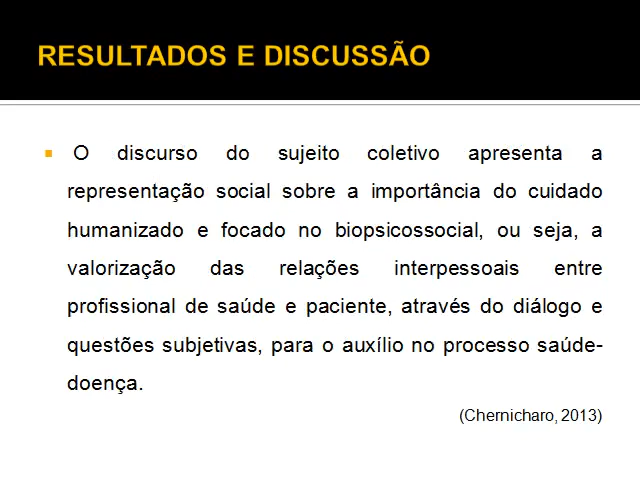 RESULTADOS E DISCUSSÃO
O discurso do sujeito coletivo apresenta a
representação social sobre a importância do cuidado
humanizado e focado no biopsicossocial, ou seja, a
valorização das relações interpessoais entre
profissional de saúde e paciente, através do diálogo e
questões subjetivas, para o auxílio no processo saúde-
doença.
(Chernicharo, 2013)